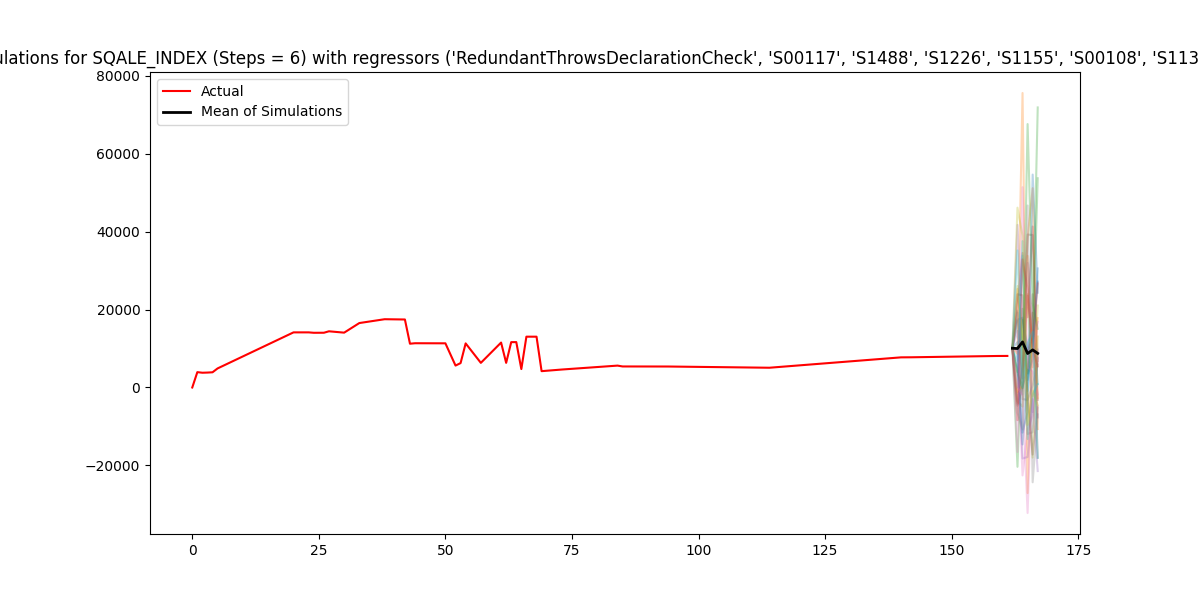 ulations for SQALE_INDEX (Steps = 6) with regressors ('RedundantThrowsDeclarationCheck', 'S00117', 'S1488', 'S1226', 'S1155', 'S00108', 'S113
Actual
Mean of Simulations
80000
60000
40000
20000
0
−20000
0 25 50 75 100 125 150 175